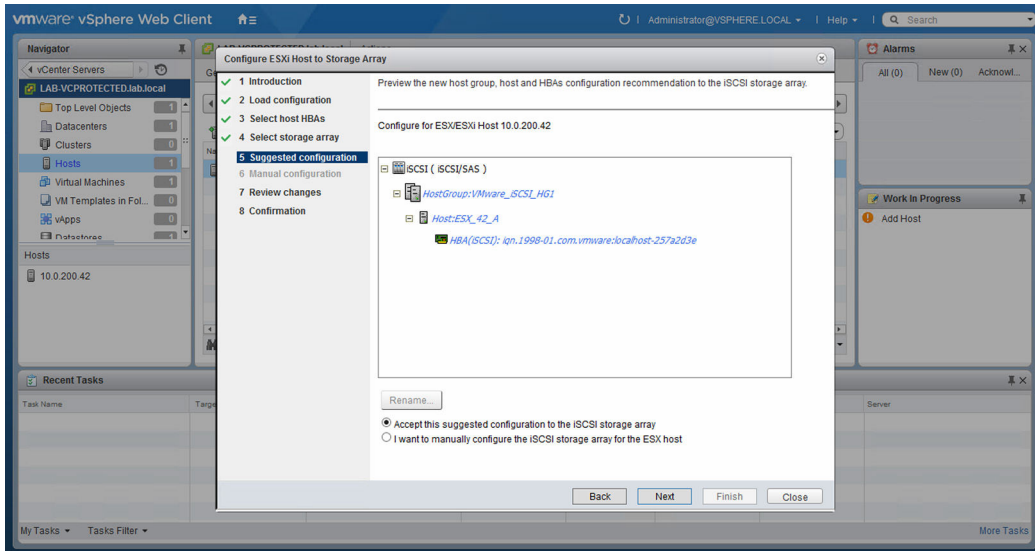 vmware® vSphere Web Client
Administrator@VSPHERE.LOCAL
Help
Search
Navigator
vCenter Servers
LAB-VCPROTECTED.lab.local
Top Level Objects 1
Datacenters 1
Clusters 0
Hosts 1
Virtual Machines 1
VM Templates in Fol... 0
vApps 0
Datastores 1
Hosts
10.0.200.42
Configure ESXi Host to Storage Array
1 Introduction
2 Load configuration
3 Select host HBAs
4 Select storage array
5 Suggested configuration
6 Manual configuration
7 Review changes
8 Confirmation
Preview the new host group, host and HBAs configuration recommendation to the iSCSI storage array.
Configure for ESX/ESXi Host 10.0.200.42
iSCSI ( iSCSI/SAS )
HostGroup:VMware_iSCSI_HG1
Host:ESX_42_A
HBA(iSCSI): iqn.1998-01.com.vmware:localhost-257a2d3e
Rename...
Accept this suggested configuration to the iSCSI storage array
I want to manually configure the iSCSI storage array for the ESX host
Back Next Finish Close
Alarms
All (0) New (0) Acknowl...
Work In Progress
Add Host
Recent Tasks
Task Name
Targe
Server
My Tasks
Tasks Filter
More Tasks